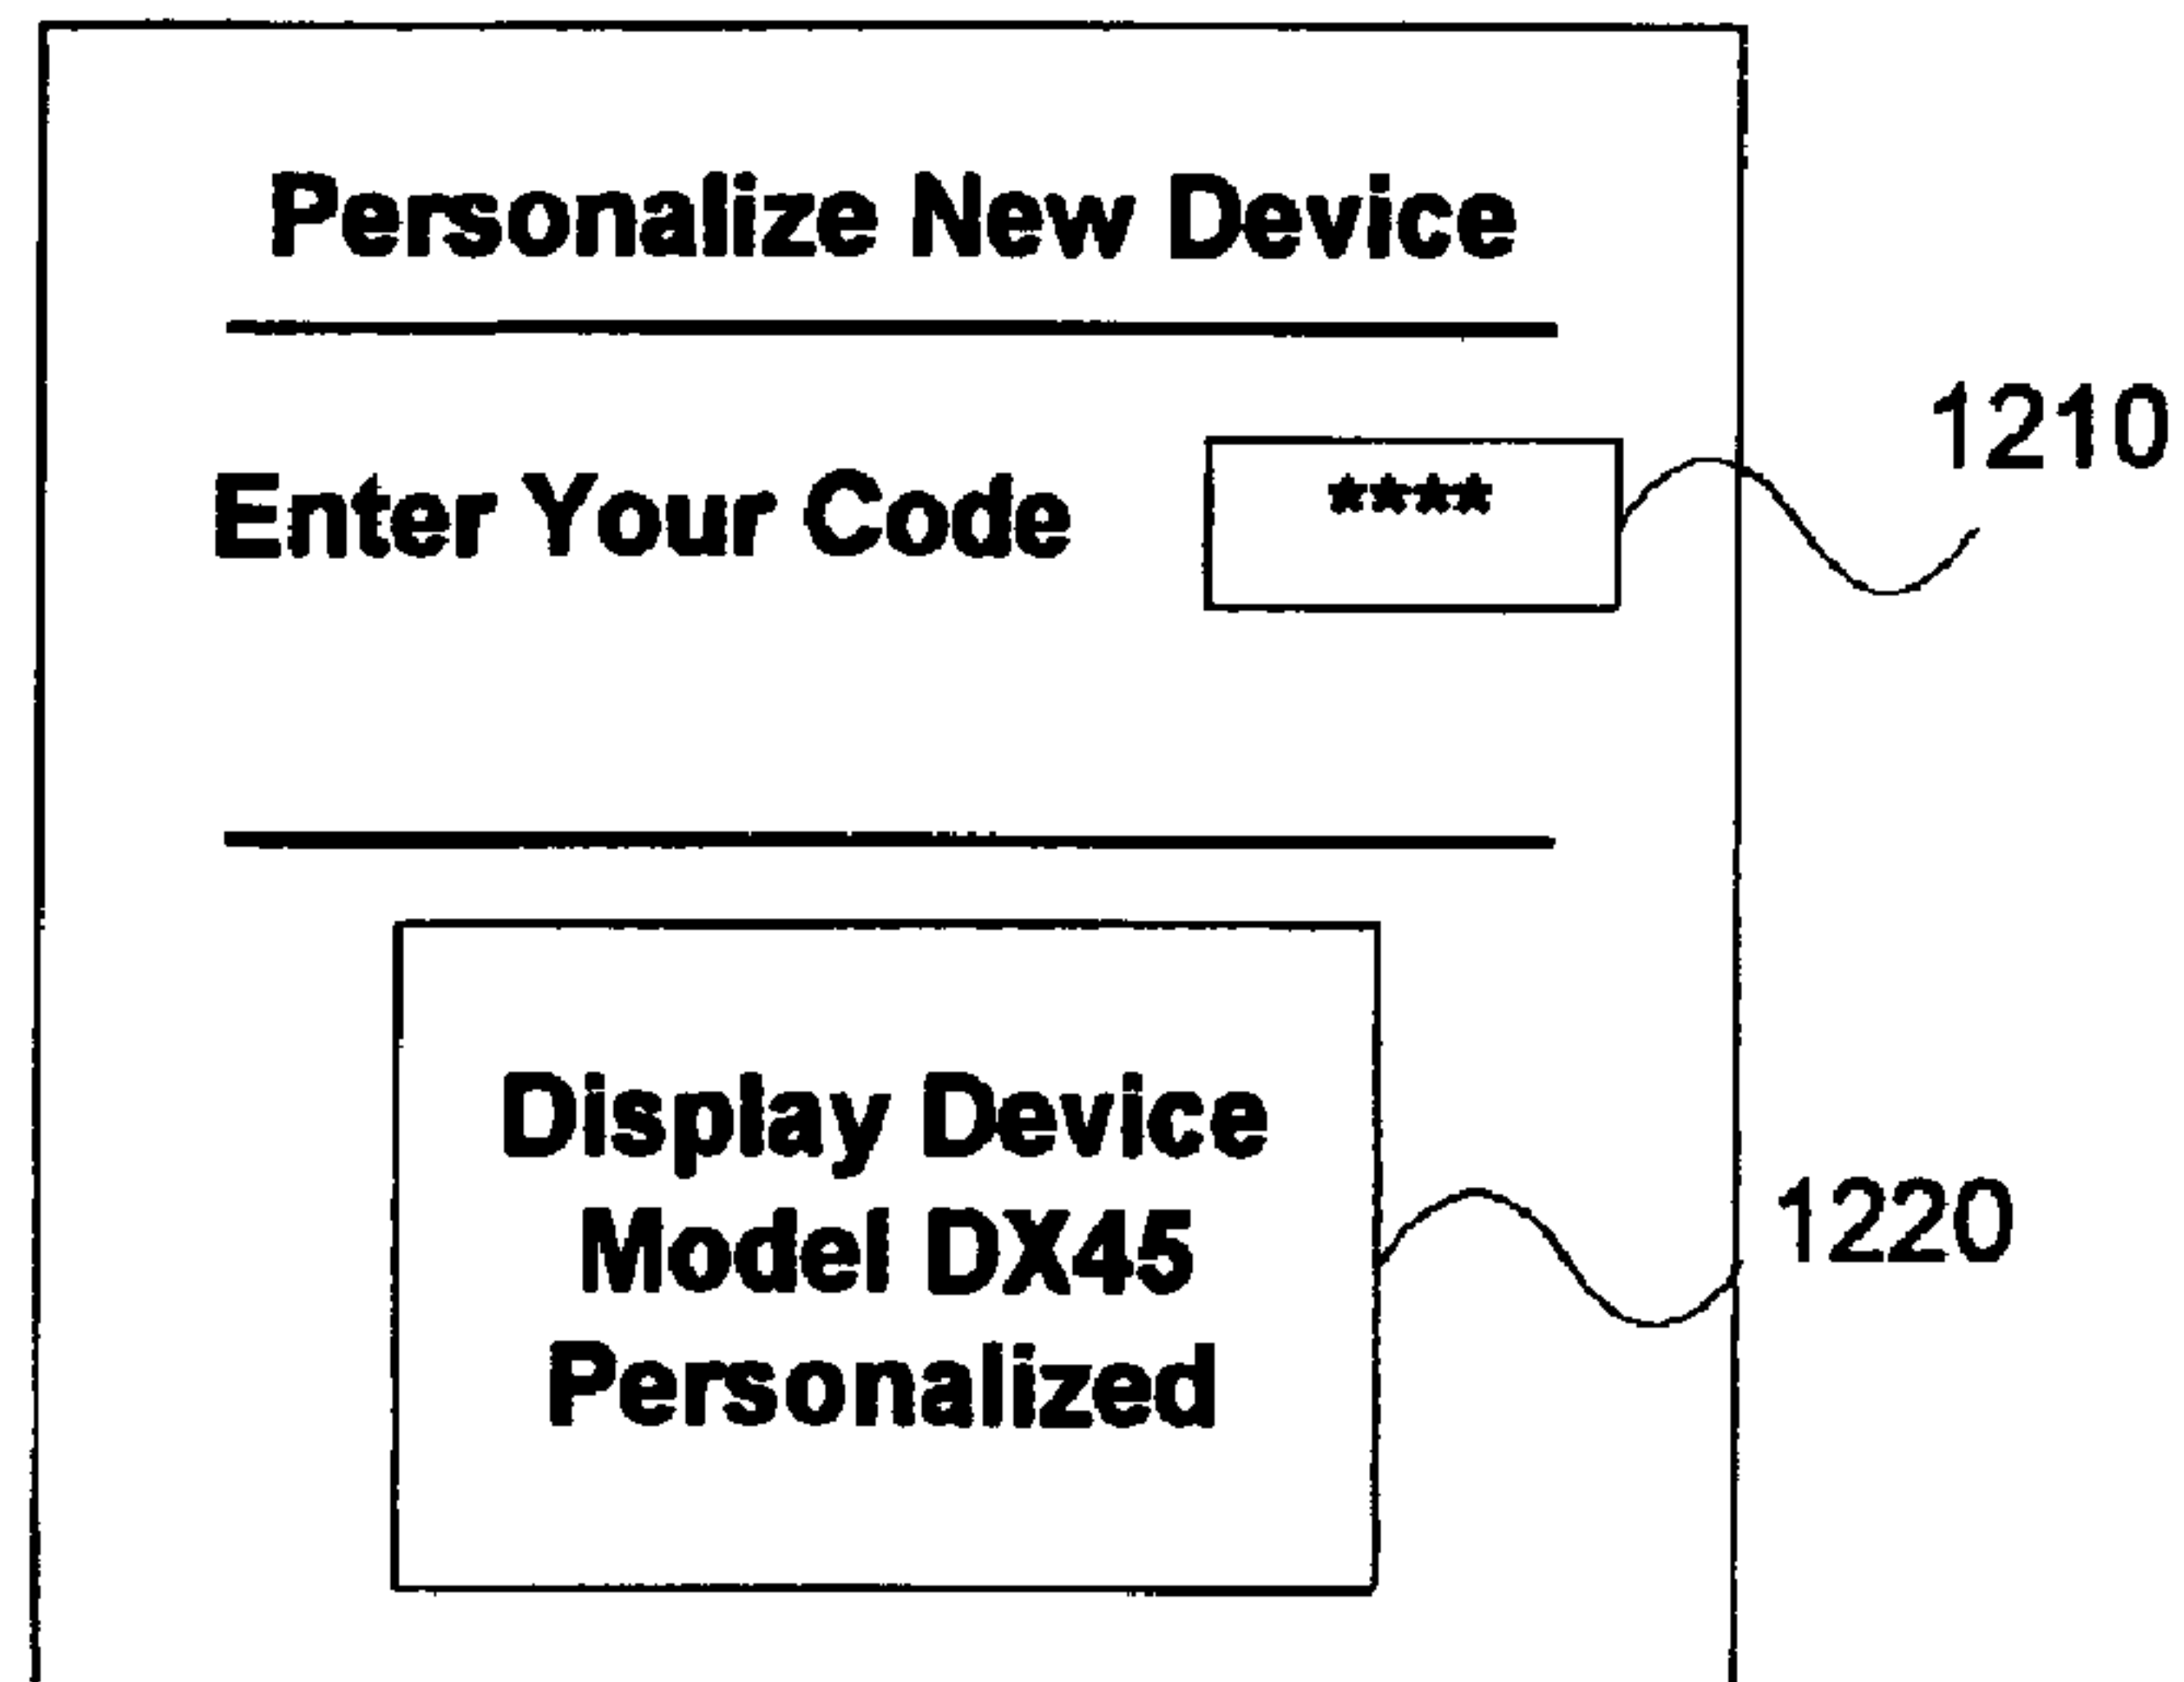 Personalize New Device
1210
Enter Your Code ****
Display Device
Model DX45
1220
Personalized